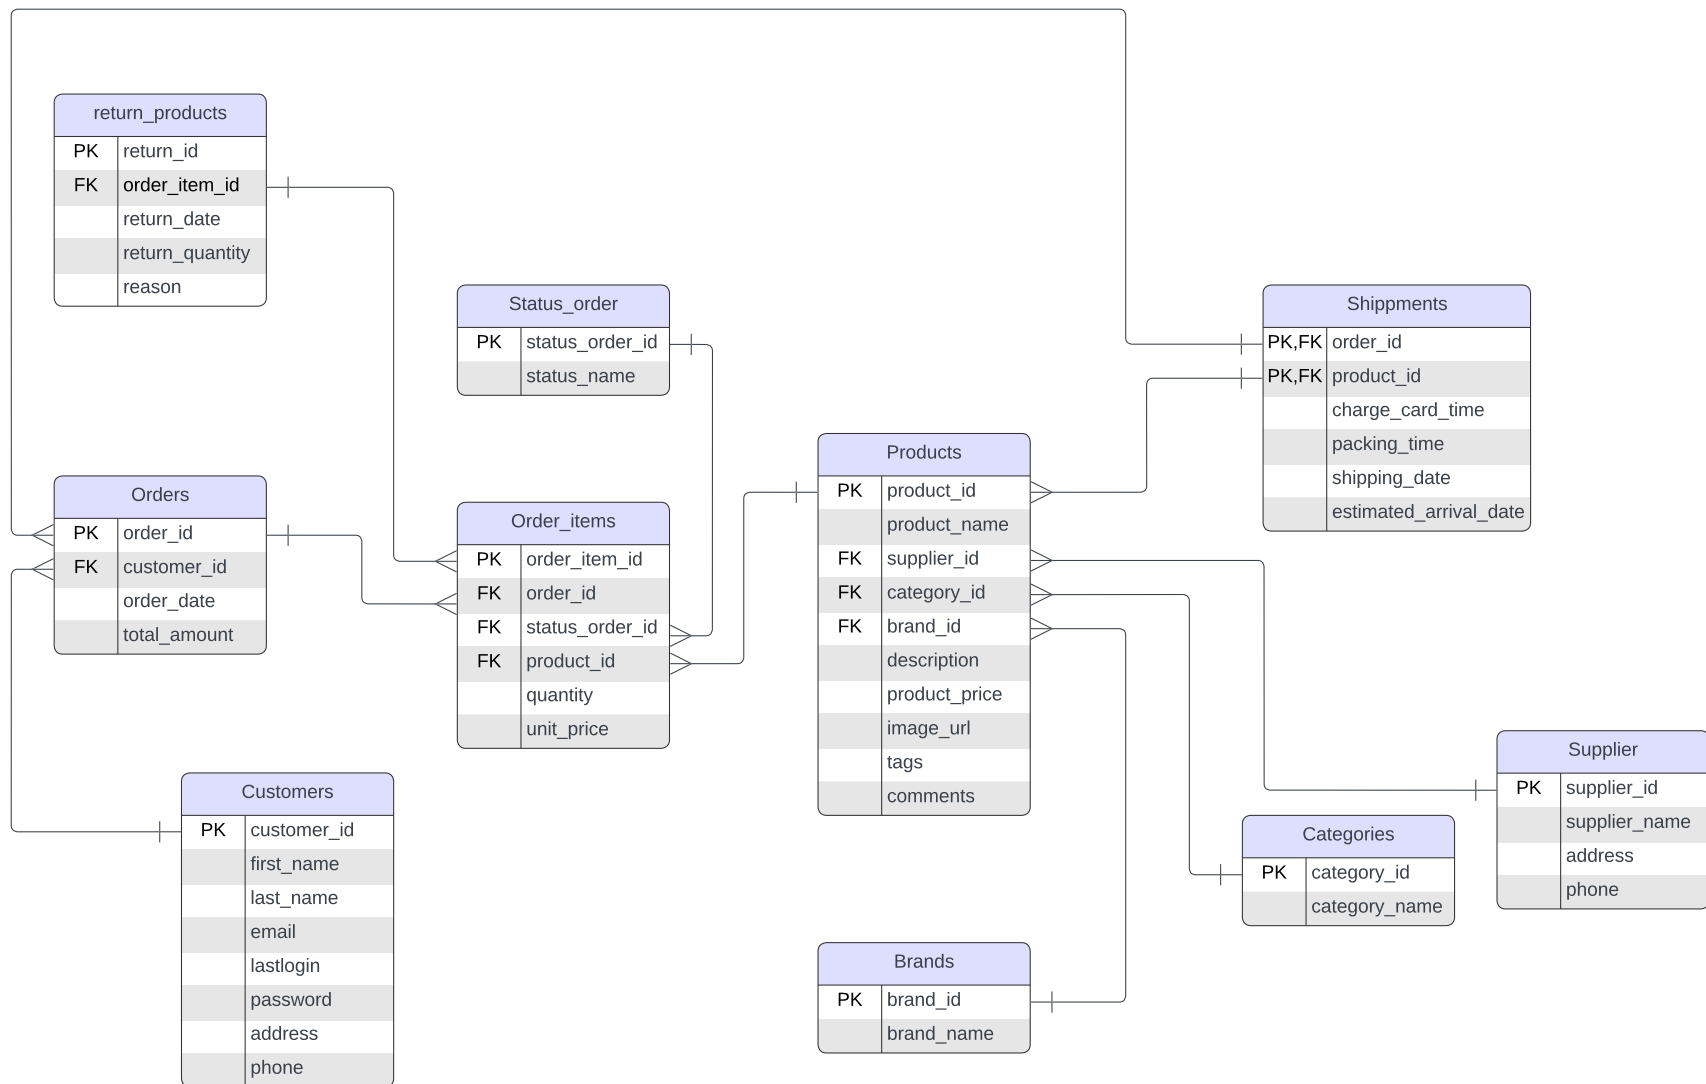 return_products
PK return_id
FK order_item_id
return_date
return_quantity
reason
Status_order
PK status_order_id
status_name
Shippments
PK,FK order_id
PK,FK product_id
charge_card_time
packing_time
shipping_date
estimated_arrival_date
Orders
PK order_id
FK customer_id
order_date
total_amount
Order_items
PK order_item_id
FK order_id
FK status_order_id
FK product_id
quantity
unit_price
Products
PK product_id
product_name
FK supplier_id
FK category_id
FK brand_id
description
product_price
image_url
tags
comments
Customers
PK customer_id
first_name
last_name
email
lastlogin
password
address
phone
Brands
PK brand_id
brand_name
Categories
PK category_id
category_name
Supplier
PK supplier_id
supplier_name
address
phone